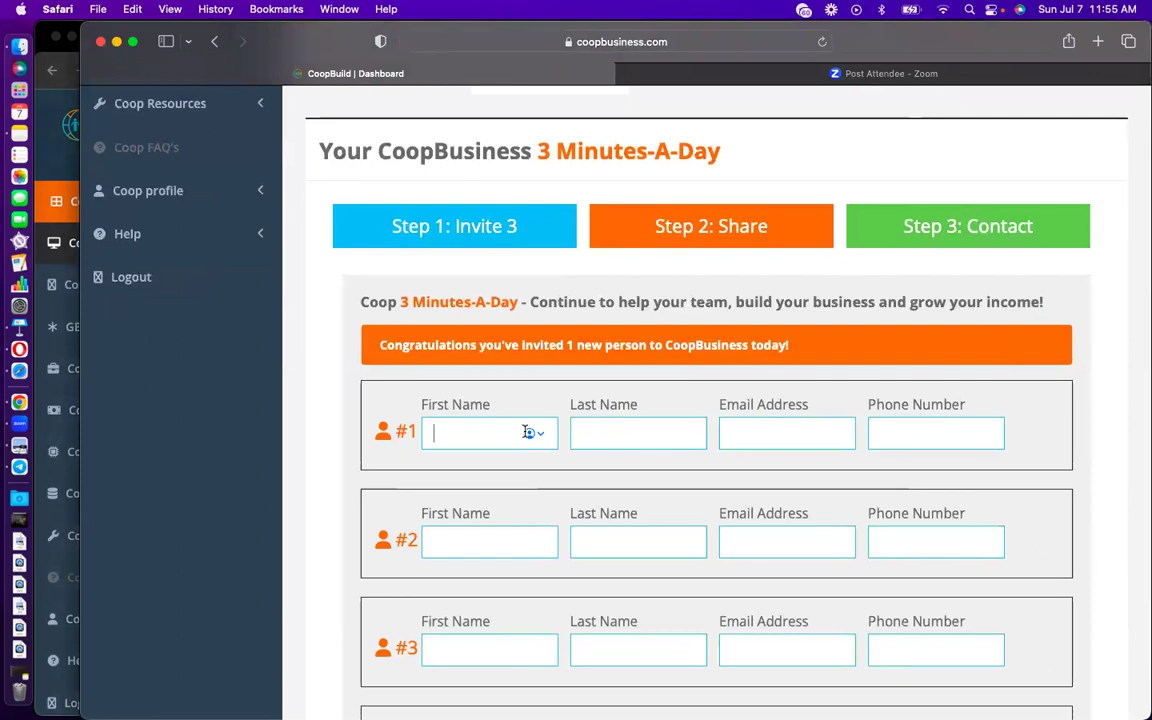 Safari File Edit View History Bookmarks Window Help
Sun Jul 7 11:55 AM
coopbusiness.com
CoopBuild | Dashboard
Post Attendee - Zoom
Coop Resources
Coop FAQ's
Coop profile
Help
Logout
Your CoopBusiness 3 Minutes-A-Day
Step 1: Invite 3
Step 2: Share
Step 3: Contact
Coop 3 Minutes-A-Day - Continue to help your team, build your business and grow your income!
Congratulations you've invited 1 new person to CoopBusiness today!
First Name Last Name Email Address Phone Number
#1
First Name Last Name Email Address Phone Number
#2
First Name Last Name Email Address Phone Number
#3